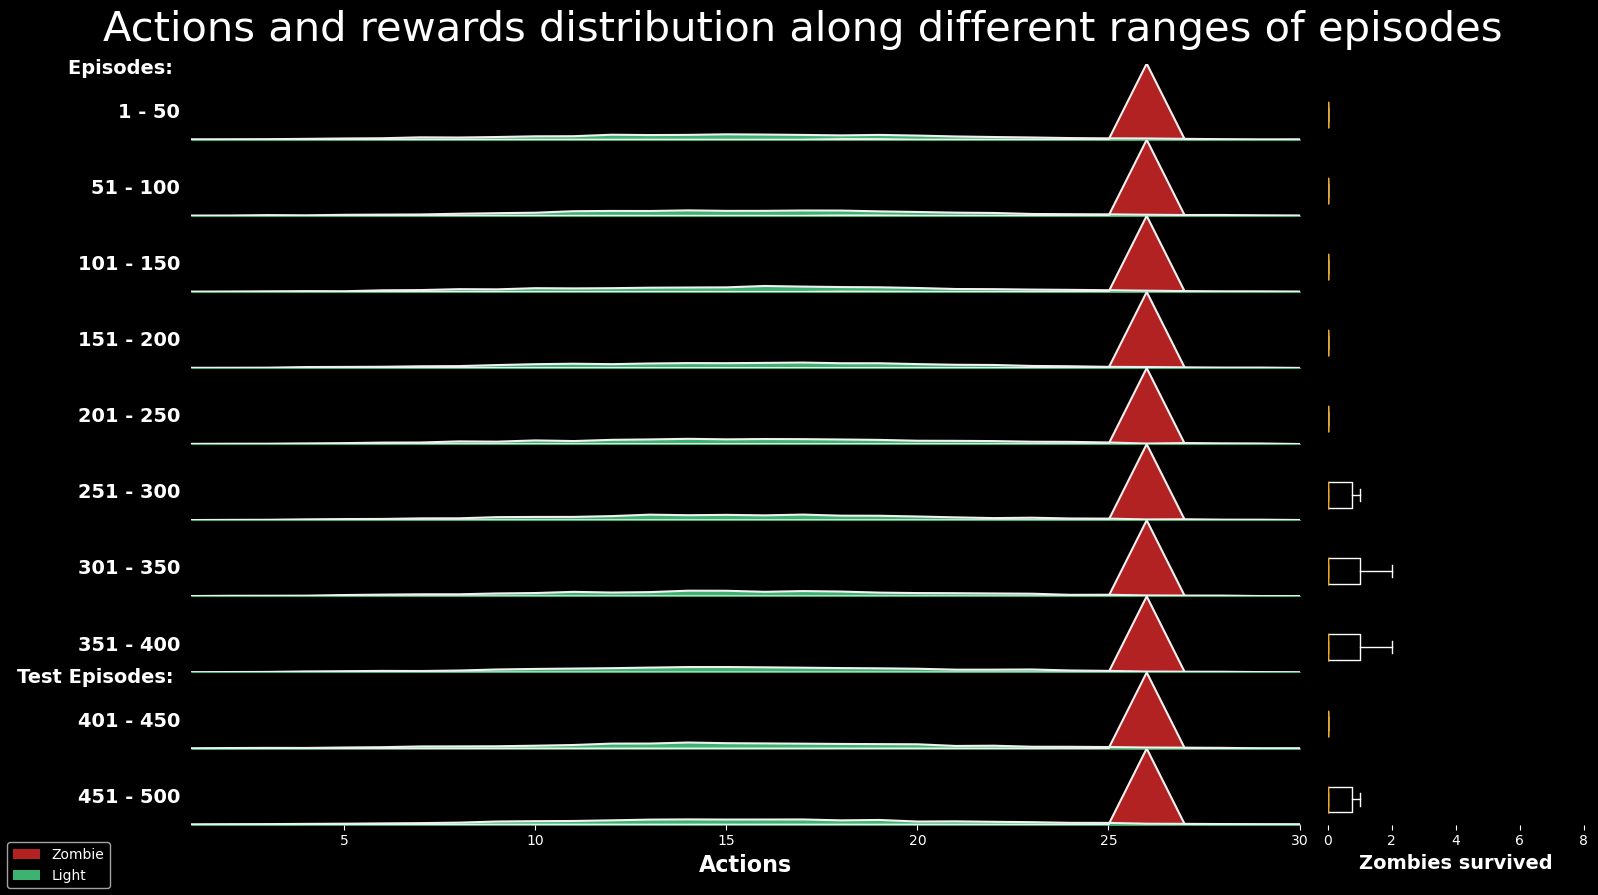 Actions and rewards distribution along different ranges of episodes
Episodes:
1 - 50
51 - 100
101 - 150
151 - 200
201 - 250
251 - 300
301 - 350
351 - 400
Test Episodes:
401 - 450
451 - 500
5 10 15 20 25 30 0 2 4 6 8
Actions
Zombies survived
Zombie
Light